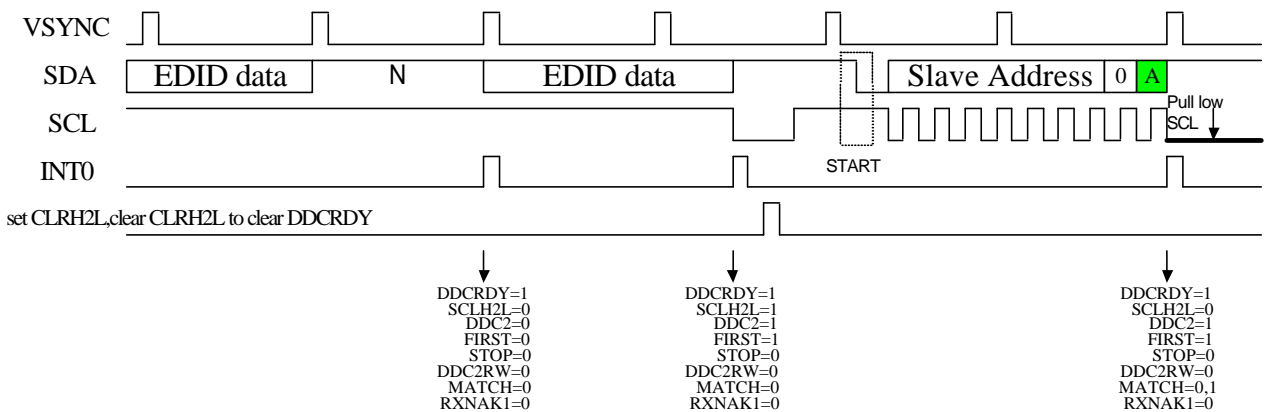 VSYNC
SDA EDID data N EDID data Slave Address 0 A
SCL Pull low
SCL
START
INT0
set CLRH2L,clear CLRH2L to clear DDCRDY
DDCRDY=1
SCLH2L=0
DDC2=0
FIRST=0
STOP=0
DDC2RW=0
MATCH=0
RXNAK1=0
DDCRDY=1
SCLH2L=1
DDC2=1
FIRST=1
STOP=0
DDC2RW=0
MATCH=0
RXNAK1=0
DDCRDY=1
SCLH2L=0
DDC2=1
FIRST=1
STOP=0
DDC2RW=0
MATCH=0,1
RXNAK1=0